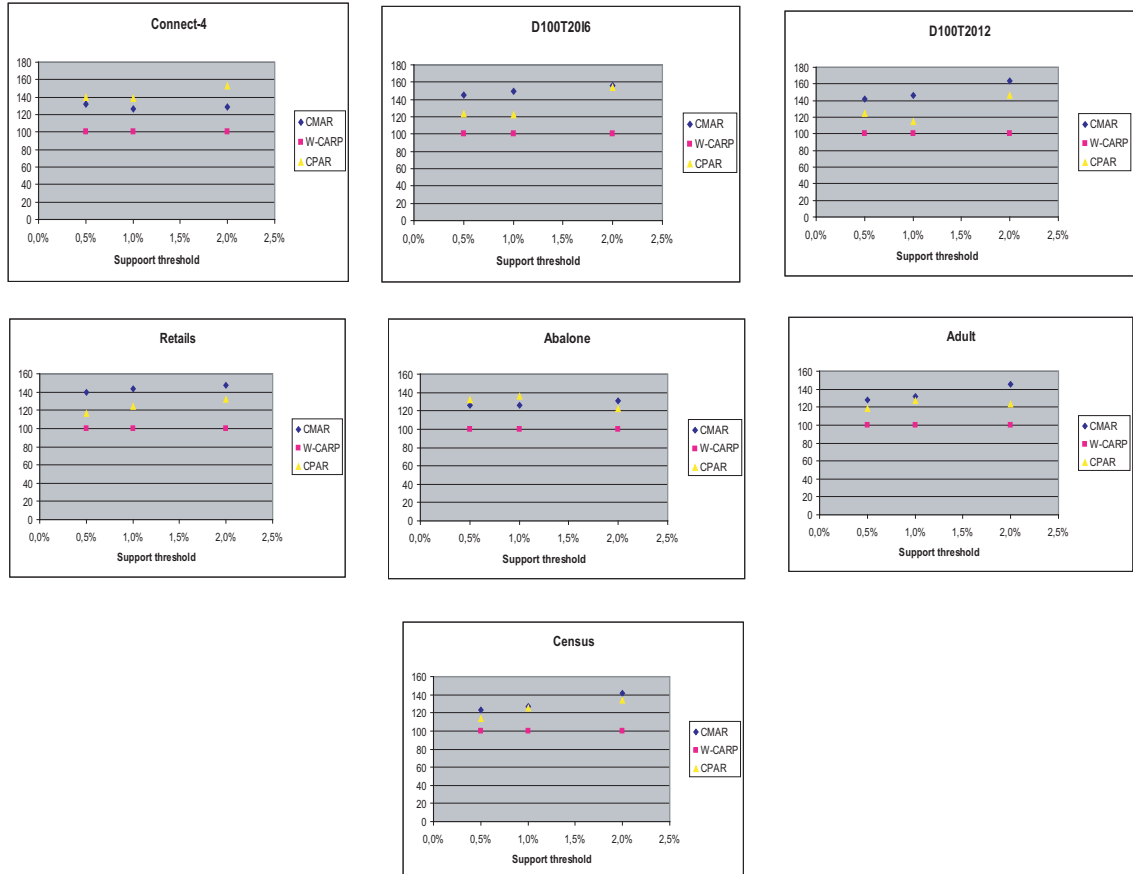 Connect-4
180
160
140
120
100
80
60
40
20
0
0,0% 0,5% 1,0% 1,5% 2,0% 2,5%
Suppoort threshold
CMAR
W-CARP
CPAR
D100T20I6
180
160
140
120
100
80
60
40
20
0
0,0% 0,5% 1,0% 1,5% 2,0% 2,5%
Support threshold
CMAR
W-CARP
CPAR
D100T2012
180
160
140
120
100
80
60
40
20
0
0,0% 0,5% 1,0% 1,5% 2,0% 2,5%
Support threshold
CMAR
W-CARP
CPAR
Retails
160
140
120
100
80
60
40
20
0
0,0% 0,5% 1,0% 1,5% 2,0% 2,5%
Support threshold
CMAR
W-CARP
CPAR
Abalone
160
140
120
100
80
60
40
20
0
0,0% 0,5% 1,0% 1,5% 2,0% 2,5%
Support threshold
CMAR
W-CARP
CPAR
Adult
160
140
120
100
80
60
40
20
0
0,0% 0,5% 1,0% 1,5% 2,0% 2,5%
Support threshold
CMAR
W-CARP
CPAR
Census
160
140
120
100
80
60
40
20
0
0,0% 0,5% 1,0% 1,5% 2,0% 2,5%
Support threshold
CMAR
W-CARP
CPAR